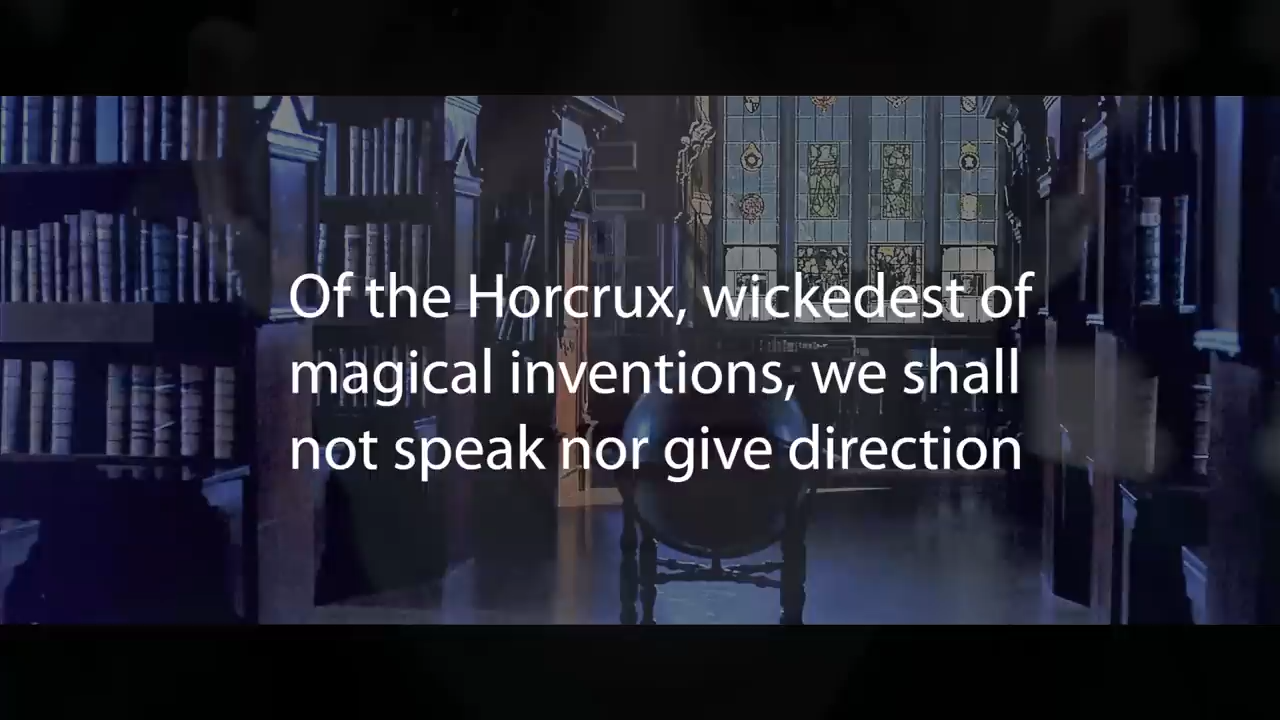 Of the Horcrux, wickedest of
magical inventions, we shall
not speak nor give direction